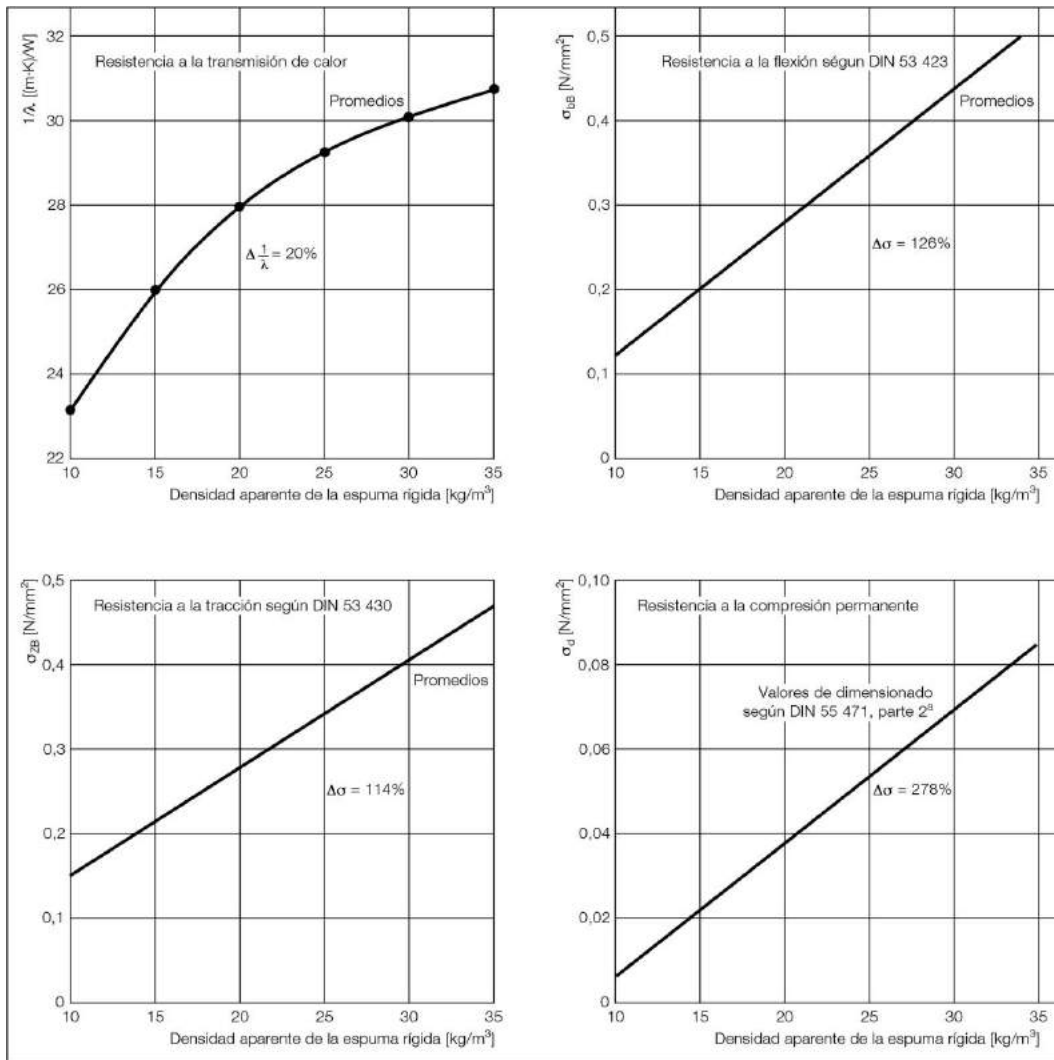 1/λ [(m·K)/W]
32
30
28
26
24
22
Resistencia a la transmisión de calor
Promedios
Δ 1/λ = 20%
10 15 20 25 30 35
Densidad aparente de la espuma rígida [kg/m³]
σbB [N/mm²]
0,5
0,4
0,3
0,2
0,1
0
Resistencia a la flexión ségun DIN 53 423
Promedios
Δσ = 126%
10 15 20 25 30 35
Densidad aparente de la espuma rígida [kg/m³]
σZB [N/mm²]
0,5
0,4
0,3
0,2
0,1
0
Resistencia a la tracción según DIN 53 430
Promedios
Δσ = 114%
10 15 20 25 30 35
Densidad aparente de la espuma rígida [kg/m³]
σd [N/mm²]
0,10
0,08
0,06
0,04
0,02
0
Resistencia a la compresión permanente
Valores de dimensionado
según DIN 55 471, parte 2ª
Δσ = 278%
10 15 20 25 30 35
Densidad aparente de la espuma rígida [kg/m³]